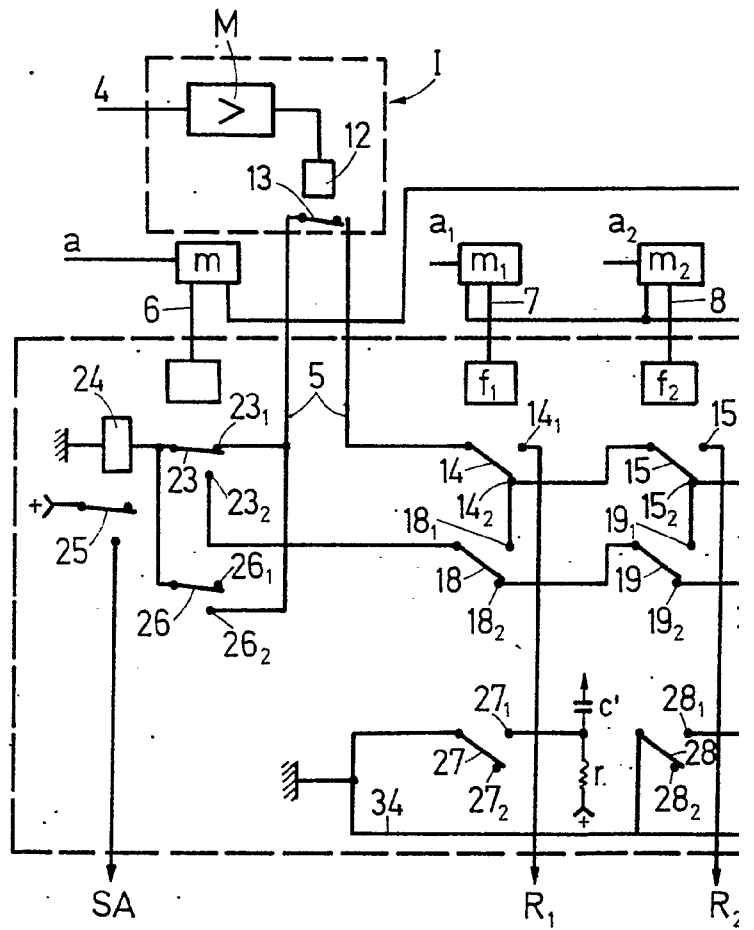 M
I
4
>
12
13
a
a₁
a₂
m
m₁
m₂
6
7
8
24
5
f₁
f₂
23₁
14₁
15
23
14
15
+
23₂
14₂
15₂
25
18₁
19₁
26₁
18
19
26
26₂
18₂
19₂
27₁
c'
28₁
27
r
28
27₂
28₂
34
+
SA
R₁
R₂